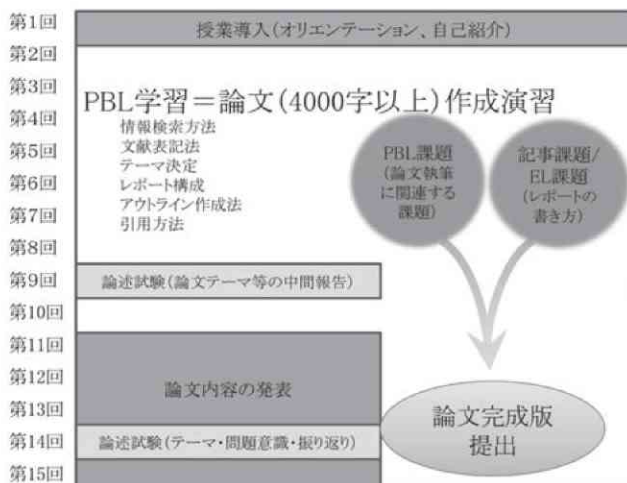 第1回
授業導入(オリエンテーション、自己紹介)
第2回
第3回
PBL学習=論文(4000字以上)作成演習
第4回
情報検索方法
第5回
文献表記法
テーマ決定
第6回
レポート構成
アウトライン作成法
第7回
引用方法
PBL課題
(論文執筆
に関連する
課題)
記事課題/
EL課題
(レポートの
書き方)
第8回
第9回
論述試験(論文テーマ等の中間報告)
第10回
第11回
第12回
論文内容の発表
第13回
論文完成版
提出
第14回
論述試験(テーマ・問題意識・振り返り)
第15回